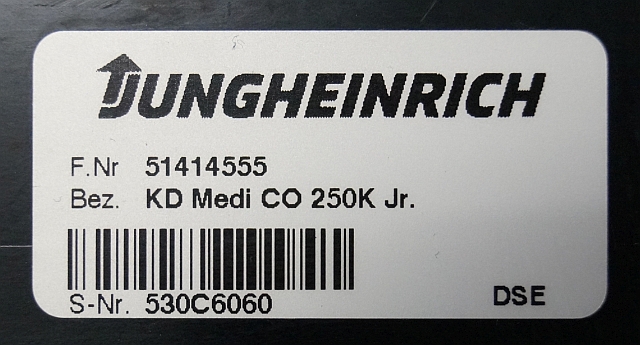 JUNGHEINRICH
F.Nr 51414555
Bez. KD Medi CO 250K Jr.
S-Nr. 530C6060
DSE